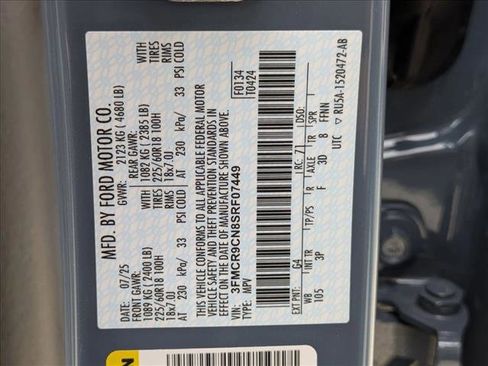 MFD. BY FORD MOTOR CO.
DATE: 07/25
GVWR: 2123 KG ( 4680 LB)
FRONT GAWR:
1089 KG ( 2400 LB)
225/60R18 100H
18x7.0J
AT 230 kPa/ 33 PSI COLD
WITH
TIRES
RIMS
REAR GAWR:
1082 KG ( 2385 LB)
225/60R18 100H
18x7.0J
AT 230 kPa/ 33 PSI COLD
WITH
TIRES
RIMS
THIS VEHICLE CONFORMS TO ALL APPLICABLE FEDERAL MOTOR
VEHICLE SAFETY AND THEFT PREVENTION STANDARDS IN
EFFECT ON THE DATE OF MANUFACTURE SHOWN ABOVE.
VIN: 3FMCR9CN8SRF07449
TYPE: MPV
F0134
T0424
EXT PNT: G4 RC: 71 DSO:
WB INT TR TP/PS R AXLE TR SPR
105 3P F 3D 8 FFNN
UTC RU5A-1520472-AB